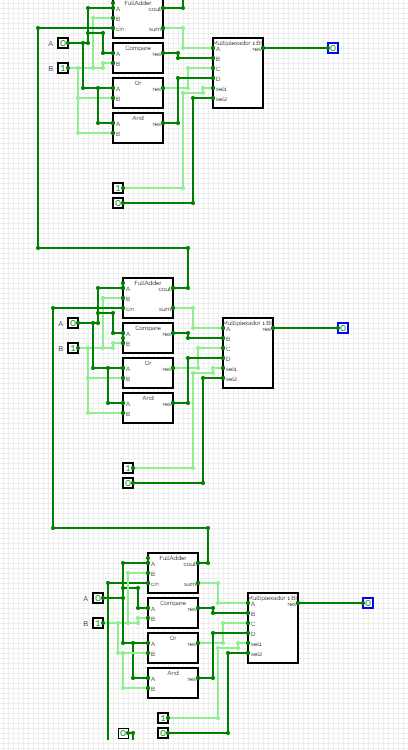 FullAdder
A cout
B
cin sum
A 0
Compare
A
B res
B 1
Or
A res
B
And
A res
B
Multiplexador 1 Bit
A res
B
C
D
sel1
sel2
0
1
0
FullAdder
A cout
B
cin sum
A 0
Compare
A res
B
B 1
Or
A res
B
And
A res
B
Multiplexador 1 Bit
A res
B
C
D
sel1
sel2
0
1
0
FullAdder
A cout
B
cin sum
A 0
Compare
A res
B
B 1
Or
A res
B
And
A res
B
Multiplexador 1 Bit
A res
B
C
D
sel1
sel2
0
1
0 0